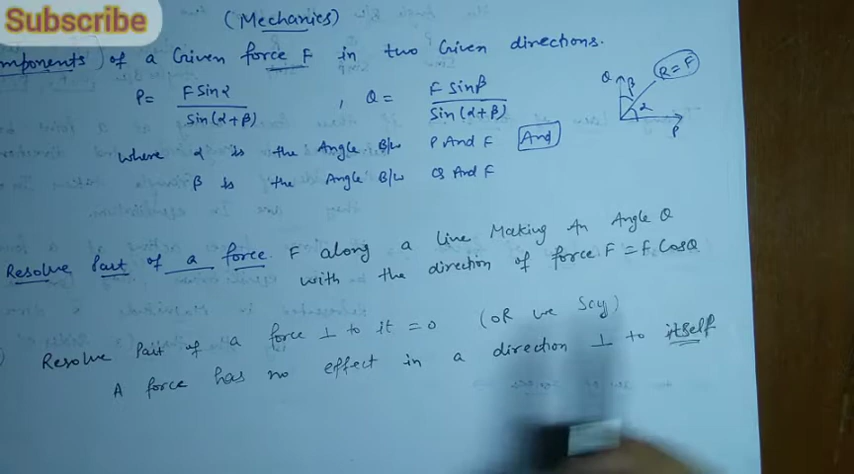 Subscribe
(Mechanics)
mponents) of a Given force F in two Given directions.
P= F Sin α / Sin (α + β) , Q = F Sin β / Sin (α + β)
where α is the Angle B/w P And F And
β is the Angle B/w Q And F
Q β R = F
α
P
Resolve Part of a force F along a line Making An Angle θ
with the direction of force F = F Cosθ
Resolve Part of a force ⊥ to it = 0 (OR we Say)
A force has no effect in a direction ⊥ to itself